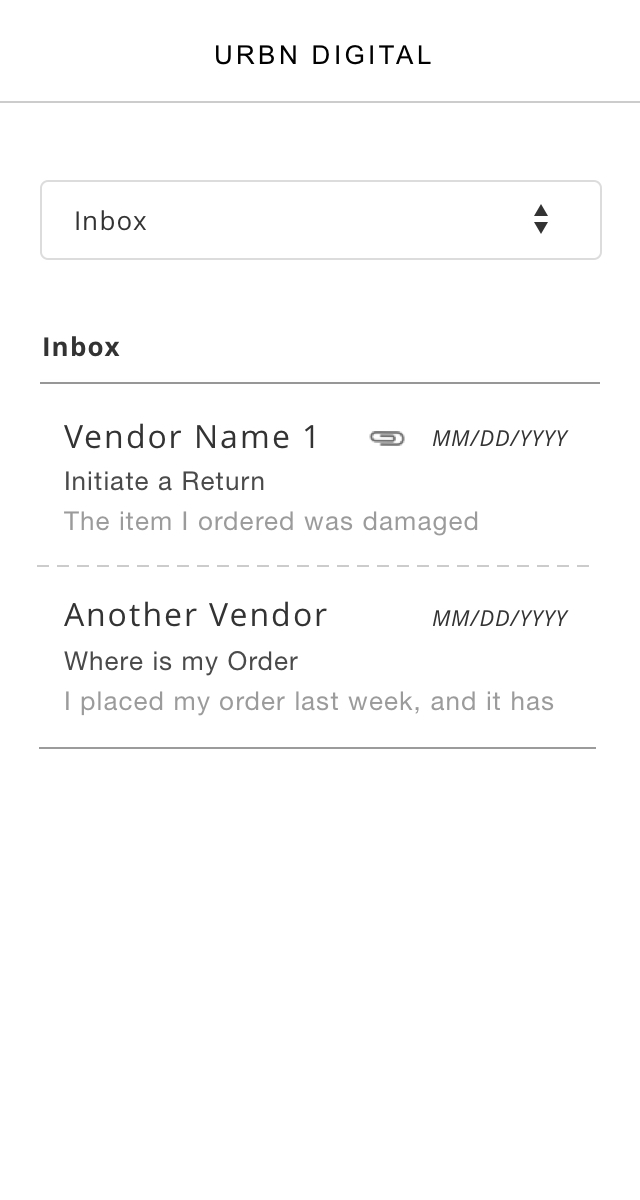 URBN DIGITAL
Inbox
Inbox
Vendor Name 1 MM/DD/YYYY
Initiate a Return
The item I ordered was damaged
Another Vendor MM/DD/YYYY
Where is my Order
I placed my order last week, and it has